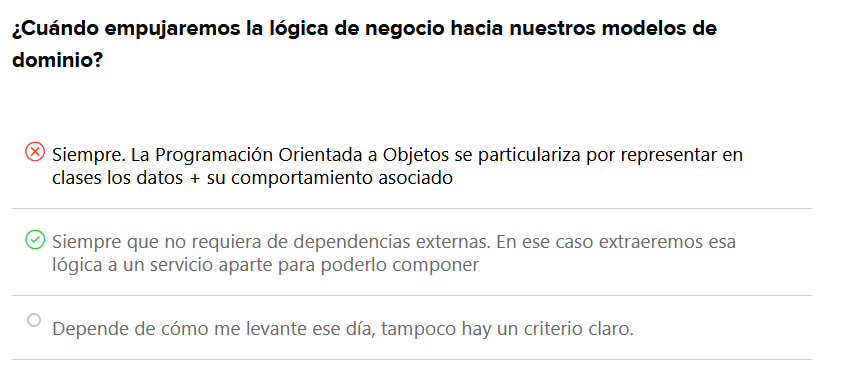 ¿Cuándo empujaremos la lógica de negocio hacia nuestros modelos de
dominio?
Siempre. La Programación Orientada a Objetos se particulariza por representar en
clases los datos + su comportamiento asociado
Siempre que no requiera de dependencias externas. En ese caso extraeremos esa
lógica a un servicio aparte para poderlo componer
Depende de cómo me levante ese día, tampoco hay un criterio claro.